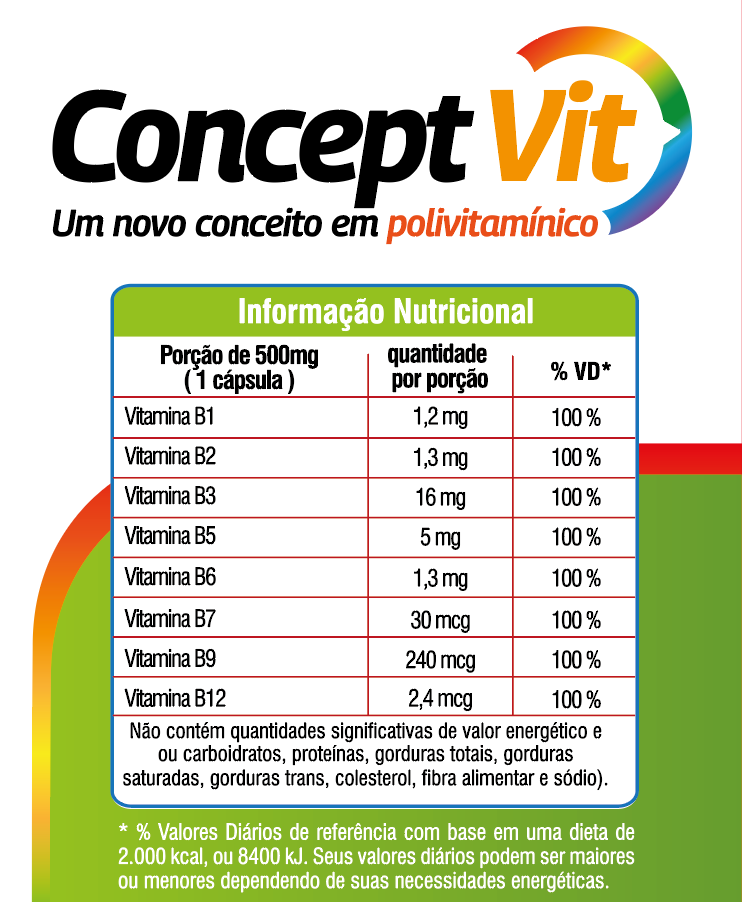 Concept Vit
Um novo conceito em polivitamínico
Informação Nutricional
Porção de 500mg
( 1 cápsula )
quantidade
por porção
% VD*
Vitamina B1 1,2 mg 100 %
Vitamina B2 1,3 mg 100 %
Vitamina B3 16 mg 100 %
Vitamina B5 5 mg 100 %
Vitamina B6 1,3 mg 100 %
Vitamina B7 30 mcg 100 %
Vitamina B9 240 mcg 100 %
Vitamina B12 2,4 mcg 100 %
Não contém quantidades significativas de valor energético e
ou carboidratos, proteínas, gorduras totais, gorduras
saturadas, gorduras trans, colesterol, fibra alimentar e sódio).
* % Valores Diários de referência com base em uma dieta de
2.000 kcal, ou 8400 kJ. Seus valores diários podem ser maiores
ou menores dependendo de suas necessidades energéticas.